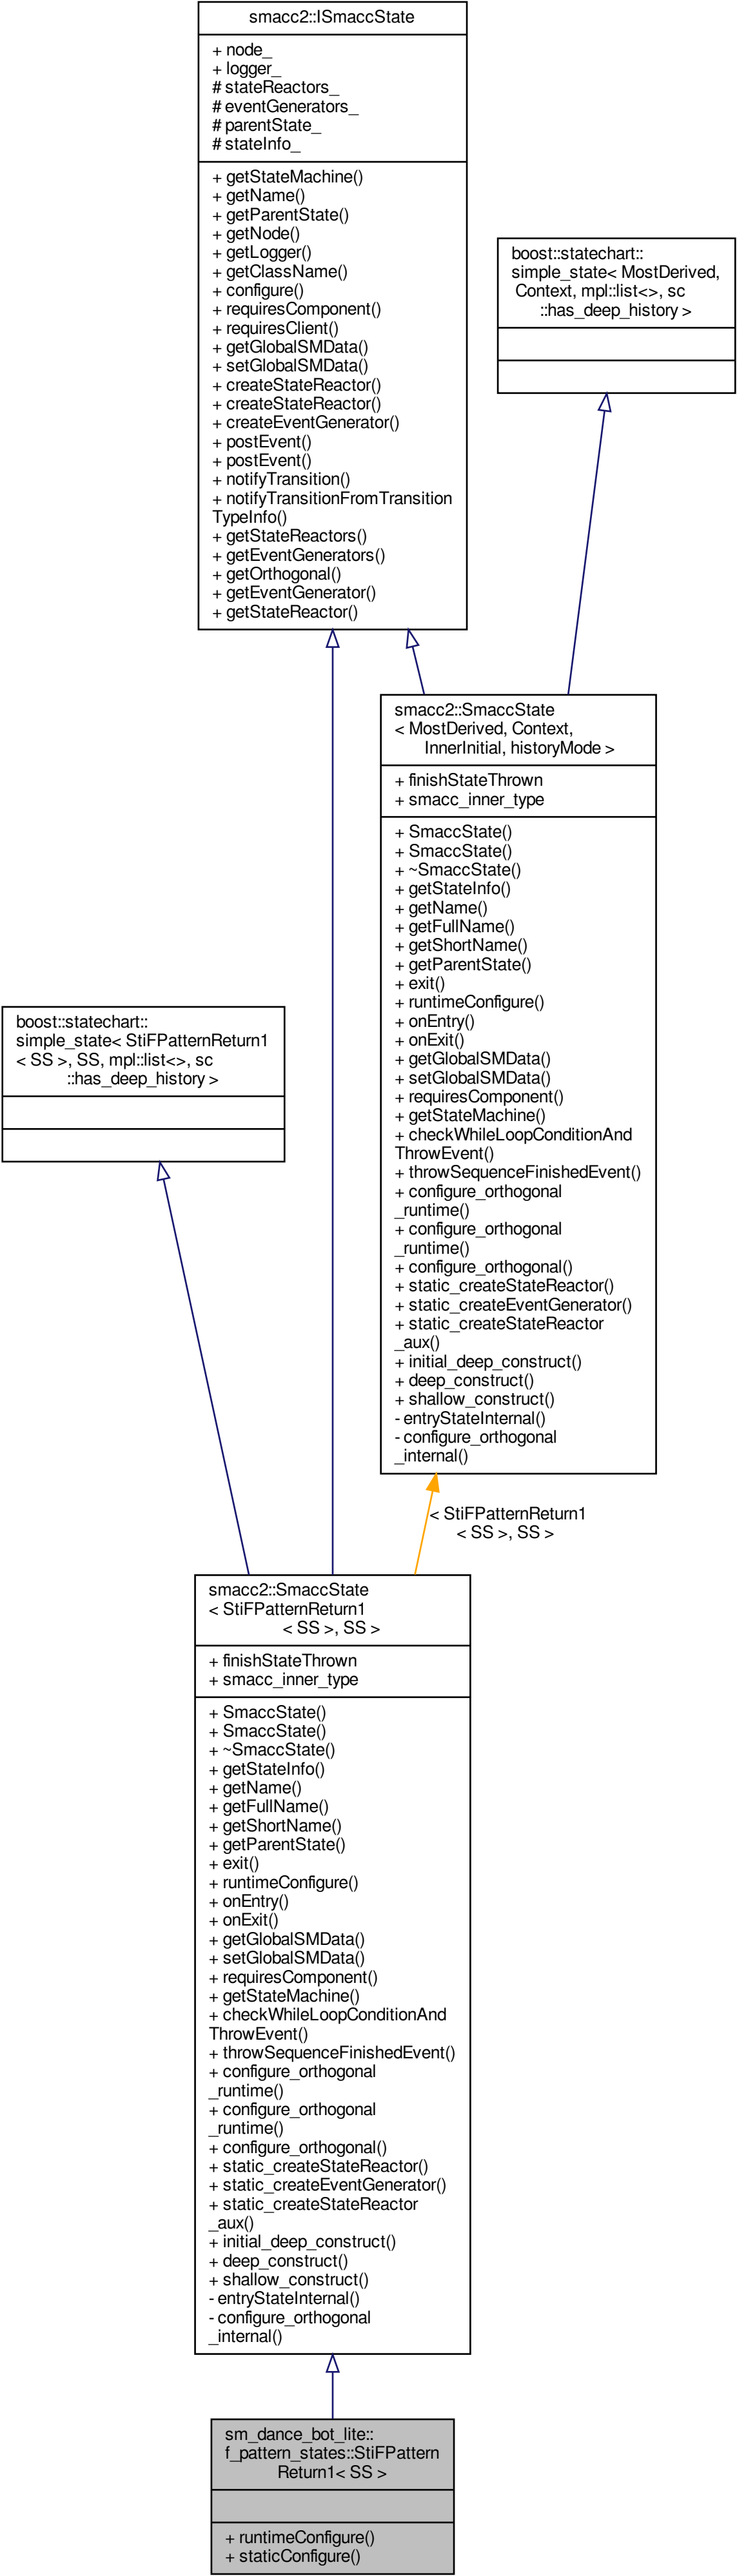 smacc2::ISmaccState
+ node_
+ logger_
# stateReactors_
# eventGenerators_
# parentState_
# stateInfo_
+ getStateMachine()
+ getName()
+ getParentState()
+ getNode()
+ getLogger()
+ getClassName()
+ configure()
+ requiresComponent()
+ requiresClient()
+ getGlobalSMData()
+ setGlobalSMData()
+ createStateReactor()
+ createStateReactor()
+ createEventGenerator()
+ postEvent()
+ postEvent()
+ notifyTransition()
+ notifyTransitionFromTransition
TypeInfo()
+ getStateReactors()
+ getEventGenerators()
+ getOrthogonal()
+ getEventGenerator()
+ getStateReactor()
boost::statechart::
simple_state< MostDerived,
Context, mpl::list<>, sc
::has_deep_history >
smacc2::SmaccState
< MostDerived, Context,
InnerInitial, historyMode >
+ finishStateThrown
+ smacc_inner_type
+ SmaccState()
+ SmaccState()
+ ~SmaccState()
+ getStateInfo()
+ getName()
+ getFullName()
+ getShortName()
+ getParentState()
+ exit()
+ runtimeConfigure()
+ onEntry()
+ onExit()
+ getGlobalSMData()
+ setGlobalSMData()
+ requiresComponent()
+ getStateMachine()
+ checkWhileLoopConditionAnd
ThrowEvent()
+ throwSequenceFinishedEvent()
+ configure_orthogonal
_runtime()
+ configure_orthogonal
_runtime()
+ configure_orthogonal()
+ static_createStateReactor()
+ static_createEventGenerator()
+ static_createStateReactor
_aux()
+ initial_deep_construct()
+ deep_construct()
+ shallow_construct()
- entryStateInternal()
- configure_orthogonal
_internal()
boost::statechart::
simple_state< StiFPatternReturn1
< SS >, SS, mpl::list<>, sc
::has_deep_history >
< StiFPatternReturn1
< SS >, SS >
smacc2::SmaccState
< StiFPatternReturn1
< SS >, SS >
+ finishStateThrown
+ smacc_inner_type
+ SmaccState()
+ SmaccState()
+ ~SmaccState()
+ getStateInfo()
+ getName()
+ getFullName()
+ getShortName()
+ getParentState()
+ exit()
+ runtimeConfigure()
+ onEntry()
+ onExit()
+ getGlobalSMData()
+ setGlobalSMData()
+ requiresComponent()
+ getStateMachine()
+ checkWhileLoopConditionAnd
ThrowEvent()
+ throwSequenceFinishedEvent()
+ configure_orthogonal
_runtime()
+ configure_orthogonal
_runtime()
+ configure_orthogonal()
+ static_createStateReactor()
+ static_createEventGenerator()
+ static_createStateReactor
_aux()
+ initial_deep_construct()
+ deep_construct()
+ shallow_construct()
- entryStateInternal()
- configure_orthogonal
_internal()
sm_dance_bot_lite::
f_pattern_states::StiFPattern
Return1< SS >
+ runtimeConfigure()
+ staticConfigure()